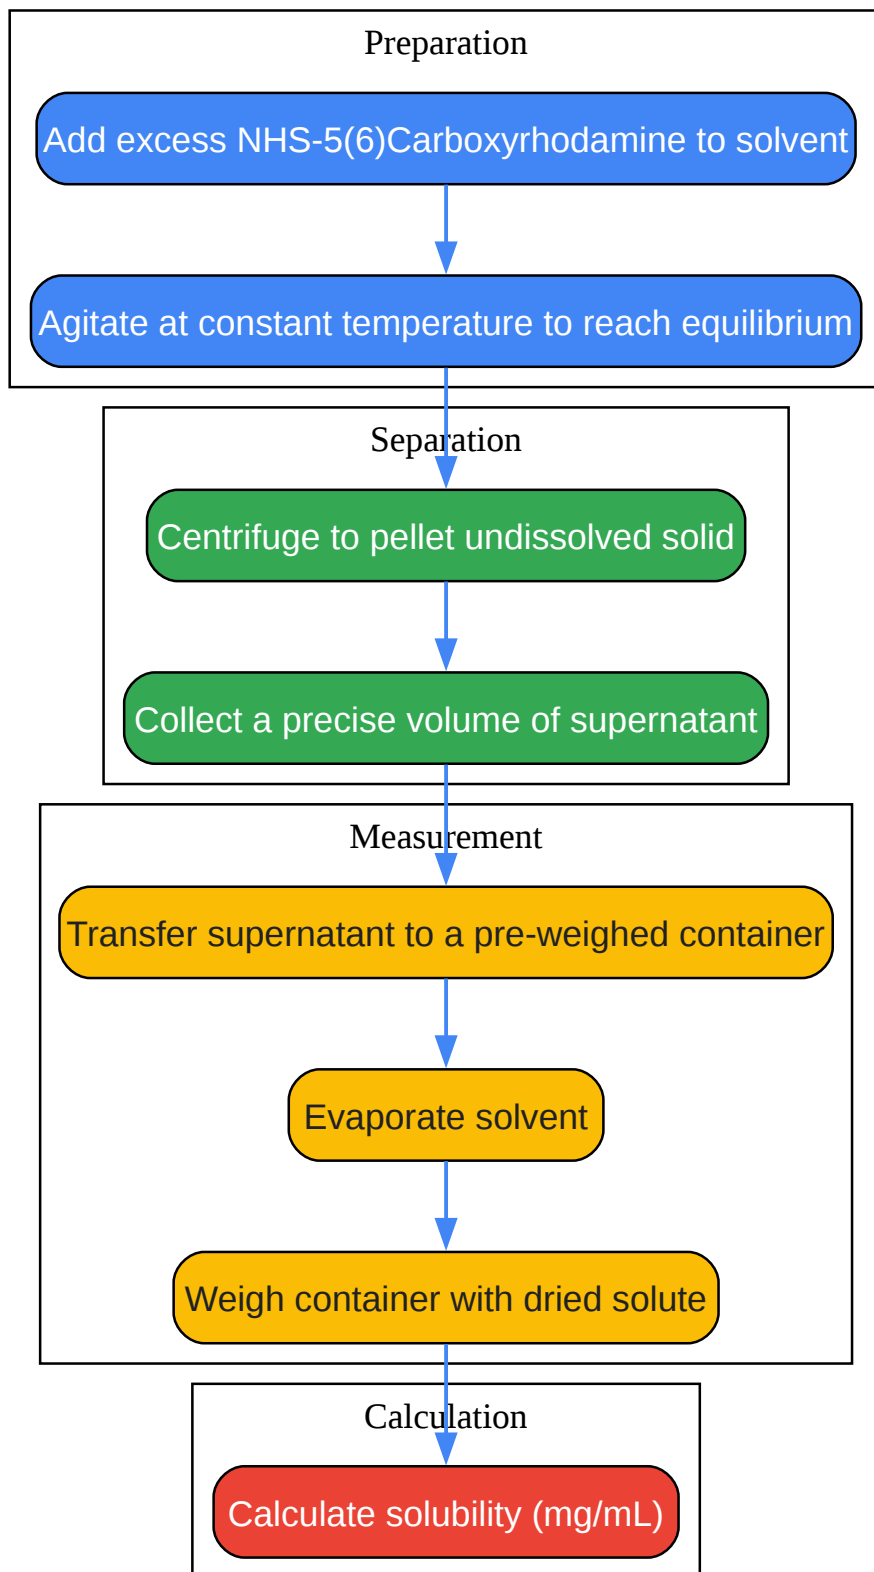 Preparation
Add excess NHS-5(6)Carboxyrhodamine to solvent
Agitate at constant temperature to reach equilibrium
Separation
Centrifuge to pellet undissolved solid
Collect a precise volume of supernatant
Measurement
Transfer supernatant to a pre-weighed container
Evaporate solvent
Weigh container with dried solute
Calculation
Calculate solubility (mg/mL)